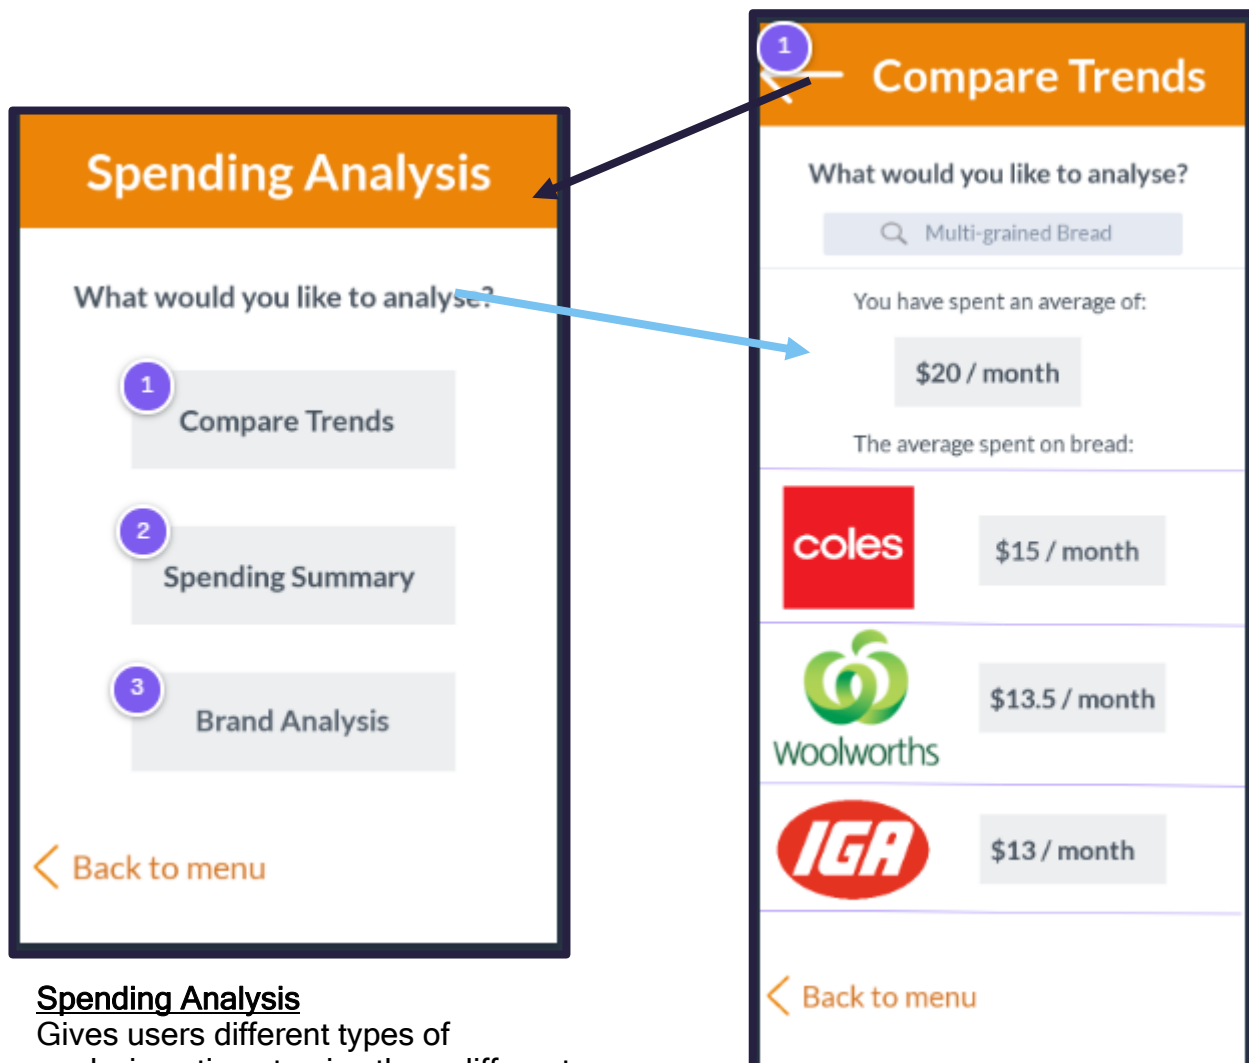 Spending Analysis
What would you like to analyse?
1
Compare Trends
2
Spending Summary
3
Brand Analysis
Back to menu
Spending Analysis
Gives users different types of
1
Compare Trends
What would you like to analyse?
Multi-grained Bread
You have spent an average of:
$20 / month
The average spent on bread:
coles
$15 / month
woolworths
$13.5 / month
IGA
$13 / month
Back to menu